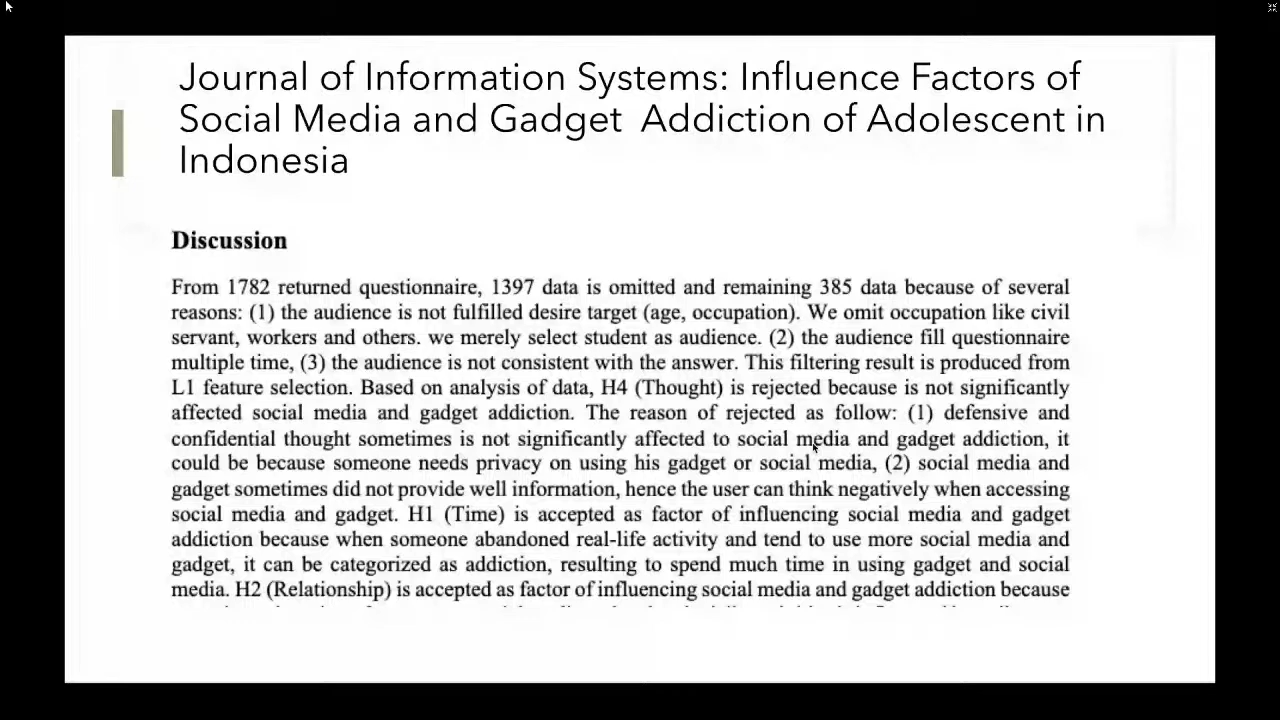 Journal of Information Systems: Influence Factors of
Social Media and Gadget Addiction of Adolescent in
Indonesia
Discussion
From 1782 returned questionnaire, 1397 data is omitted and remaining 385 data because of several
reasons: (1) the audience is not fulfilled desire target (age, occupation). We omit occupation like civil
servant, workers and others. we merely select student as audience. (2) the audience fill questionnaire
multiple time, (3) the audience is not consistent with the answer. This filtering result is produced from
L1 feature selection. Based on analysis of data, H4 (Thought) is rejected because is not significantly
affected social media and gadget addiction. The reason of rejected as follow: (1) defensive and
confidential thought sometimes is not significantly affected to social media and gadget addiction, it
could be because someone needs privacy on using his gadget or social media, (2) social media and
gadget sometimes did not provide well information, hence the user can think negatively when accessing
social media and gadget. H1 (Time) is accepted as factor of influencing social media and gadget
addiction because when someone abandoned real-life activity and tend to use more social media and
gadget, it can be categorized as addiction, resulting to spend much time in using gadget and social
media. H2 (Relationship) is accepted as factor of influencing social media and gadget addiction because